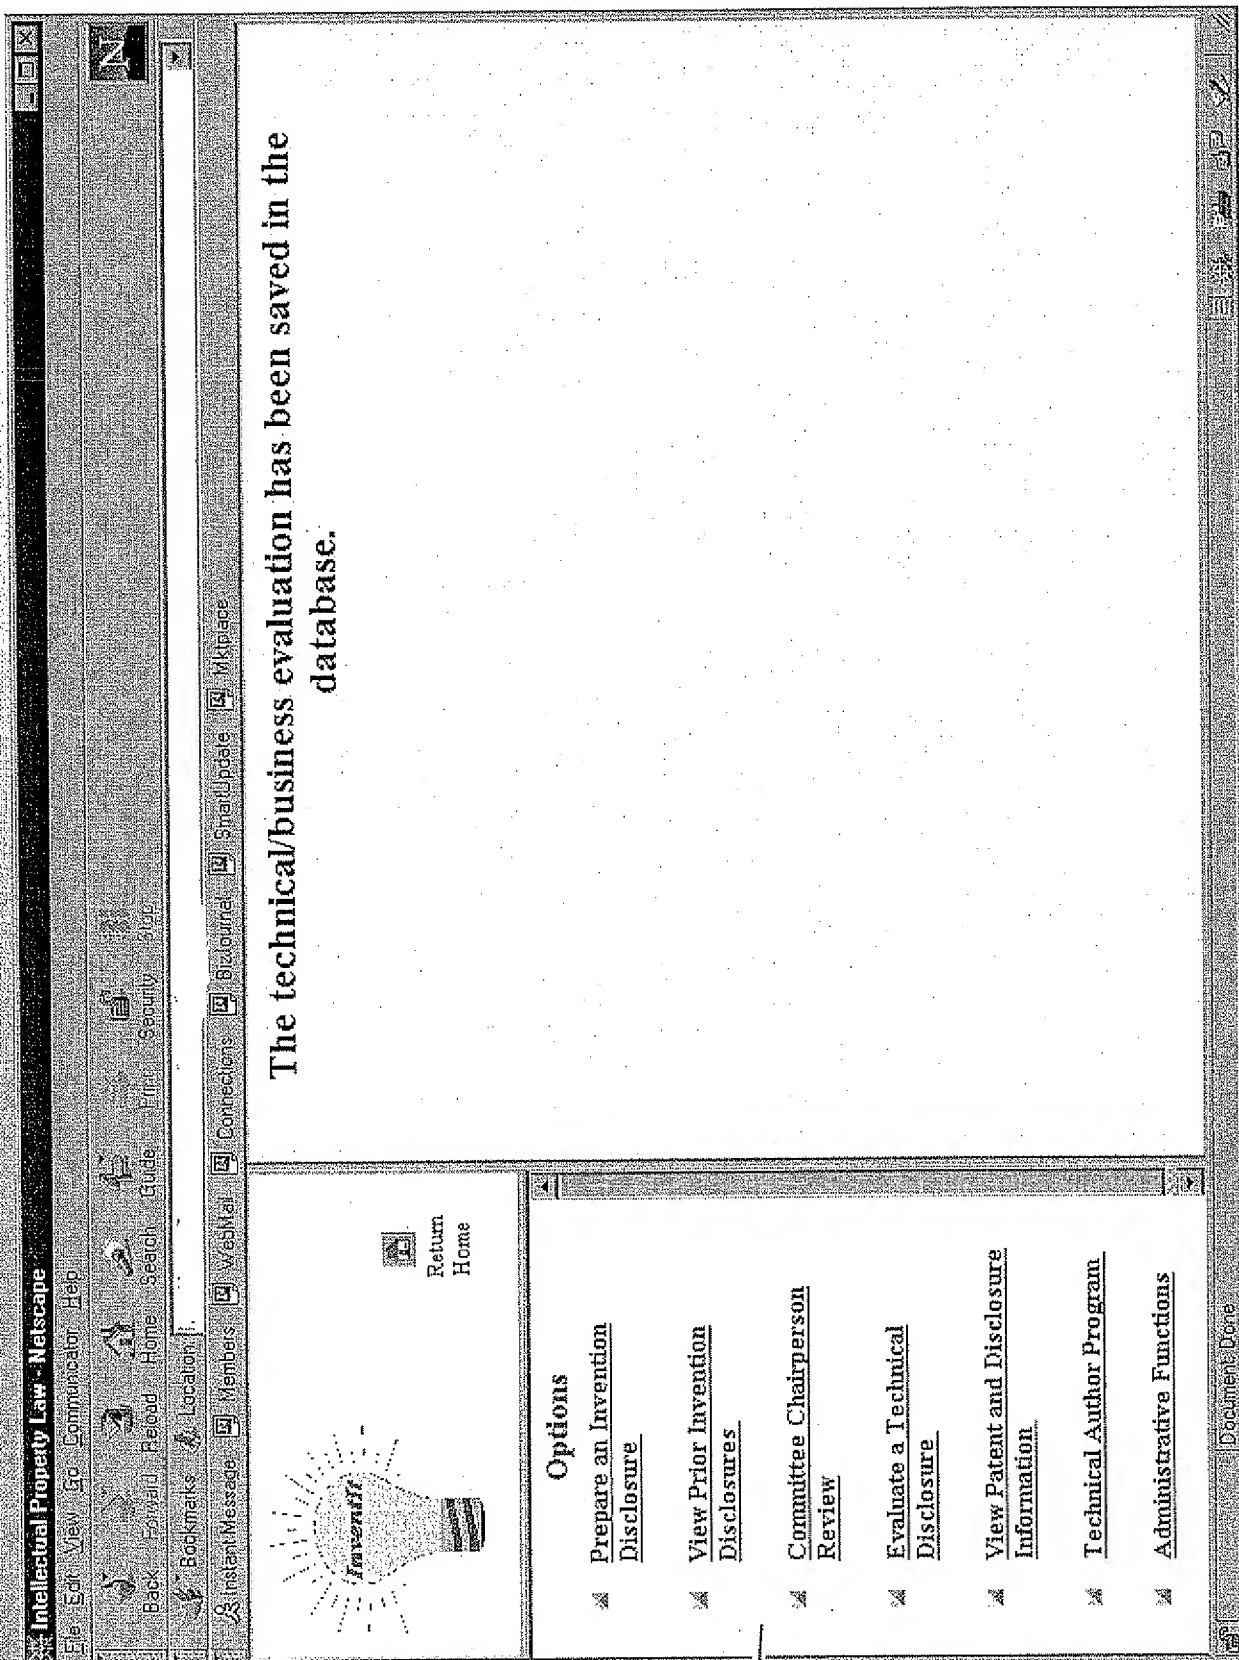 Intellectual Property Law - Netscape
File Edit View Go Communicator Help
Back Forward Reload Home Search Guide Print Security Stop
Bookmarks Location:
Instant Message Members WebMail Connections BizJournal SmartUpdate Mktplace
N
Return
Home
Options
Prepare an Invention
Disclosure
View Prior Invention
Disclosures
Committee Chairperson
Review
Evaluate a Technical
Disclosure
View Patent and Disclosure
Information
Technical Author Program
Administrative Functions
The technical/business evaluation has been saved in the
database.
Document: Done